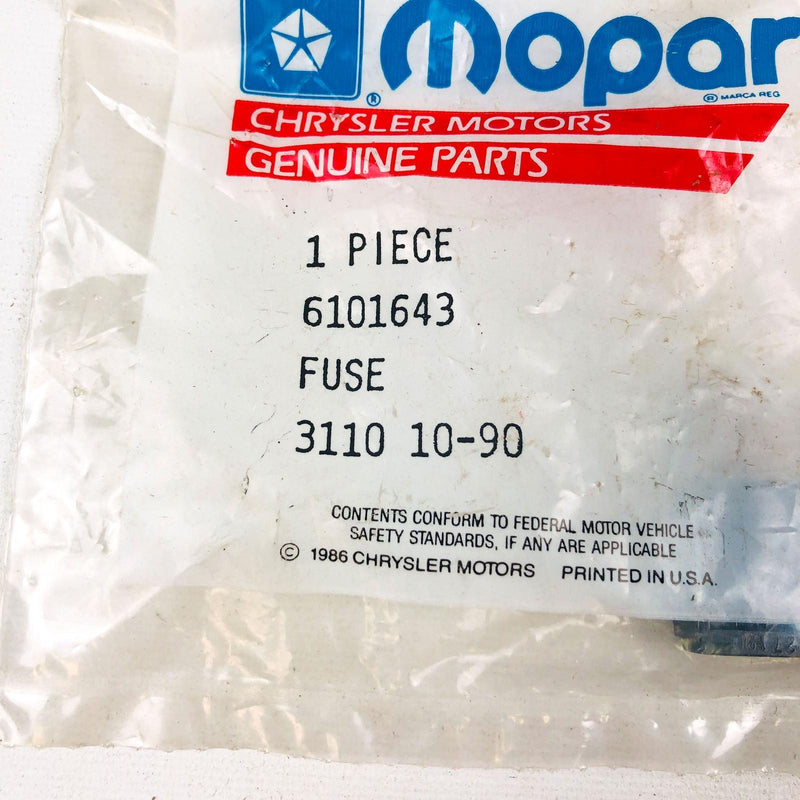 Mopar
® ® MARCA REG
CHRYSLER MOTORS
GENUINE PARTS
1 PIECE
6101643
FUSE
3110 10-90
CONTENTS CONFORM TO FEDERAL MOTOR VEHICLE
SAFETY STANDARDS, IF ANY ARE APPLICABLE
© 1986 CHRYSLER MOTORS PRINTED IN U.S.A.